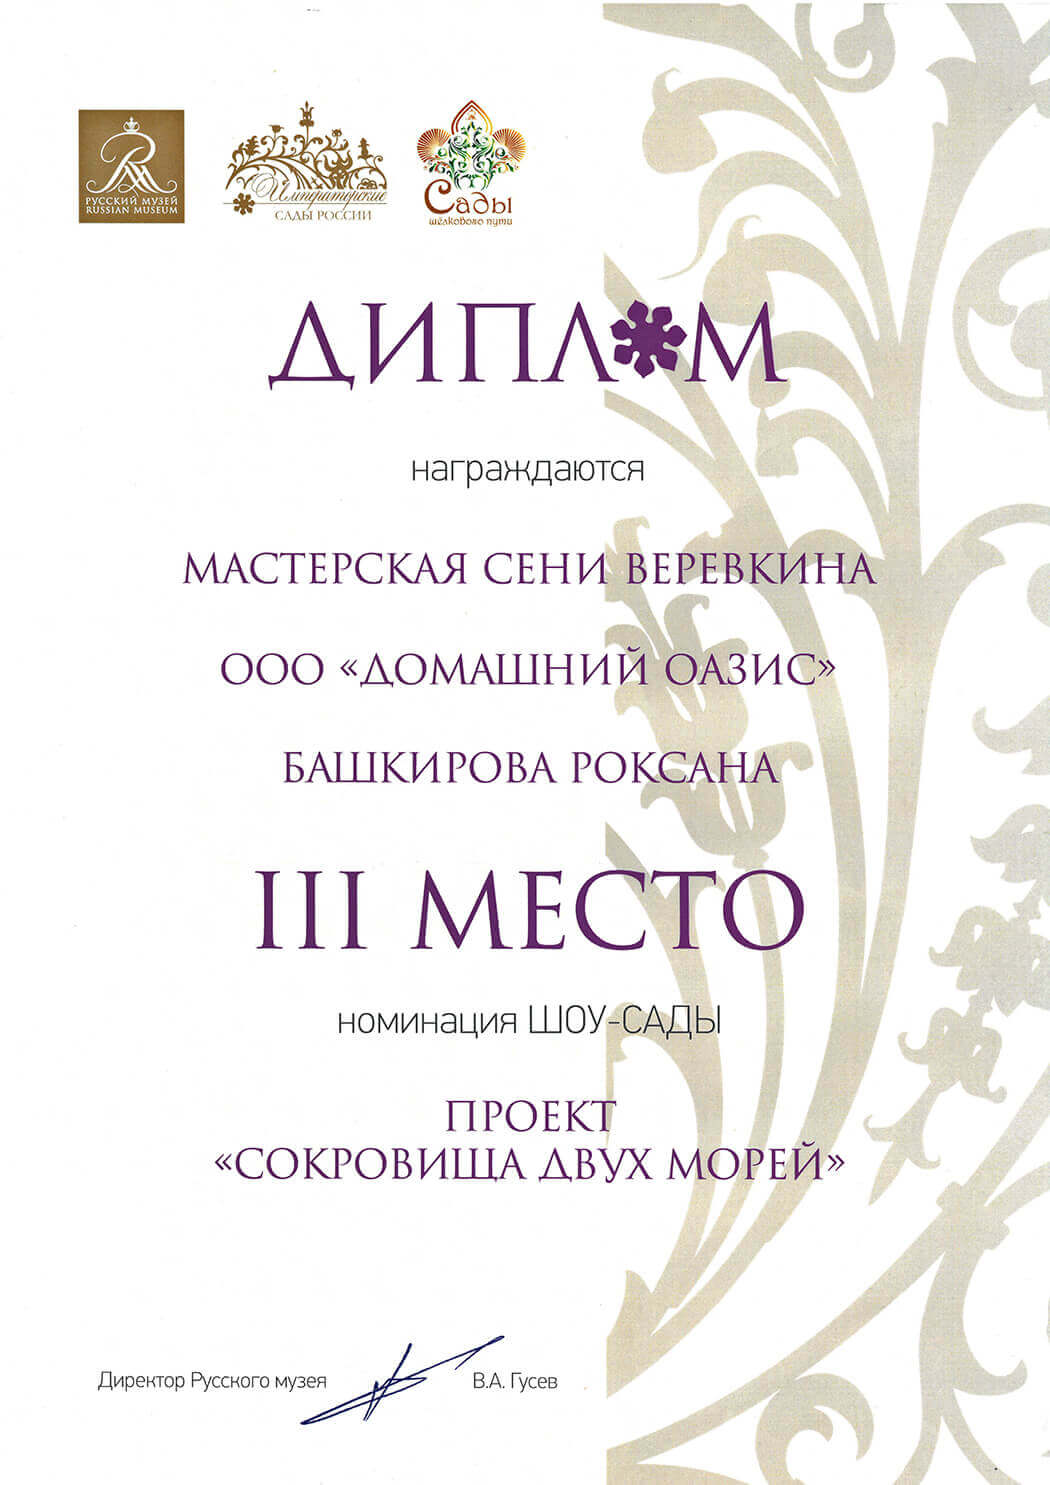 РУССКИЙ МУЗЕЙ
RUSSIAN MUSEUM
Императорские
САДЫ РОССИИ
Сады
шёлкового пути
ДИПЛОМ
награждаются
МАСТЕРСКАЯ СЕНИ ВЕРЕВКИНА
ООО «ДОМАШНИЙ ОАЗИС»
БАШКИРОВА РОКСАНА
III МЕСТО
номинация ШОУ-САДЫ
ПРОЕКТ
«СОКРОВИЩА ДВУХ МОРЕЙ»
Директор Русского музея В.А. Гусев